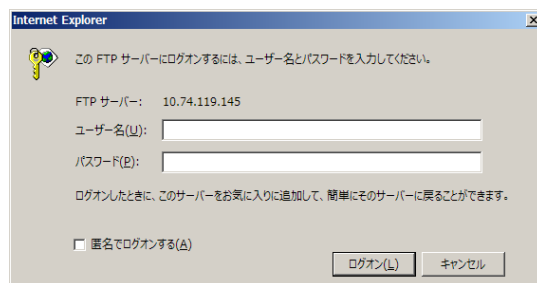 Internet Explorer
この FTP サーバーにログオンするには、ユーザー名とパスワードを入力してください。
FTP サーバー: 10.74.119.145
ユーザー名(U):
パスワード(P):
ログオンしたときに、このサーバーをお気に入りに追加して、簡単にそのサーバーに戻ることができます。
匿名でログオンする(A)
ログオン(L) キャンセル